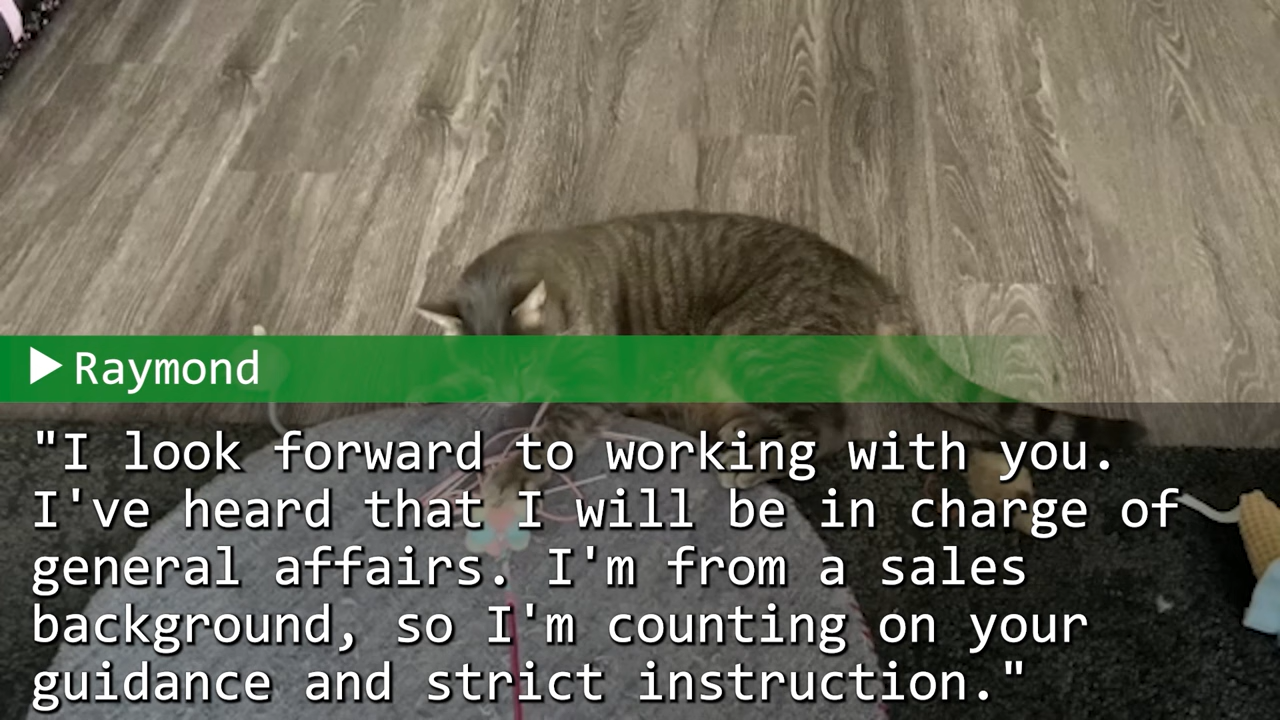 Raymond
"I look forward to working with you.
I've heard that I will be in charge of
general affairs. I'm from a sales
background, so I'm counting on your
guidance and strict instruction."